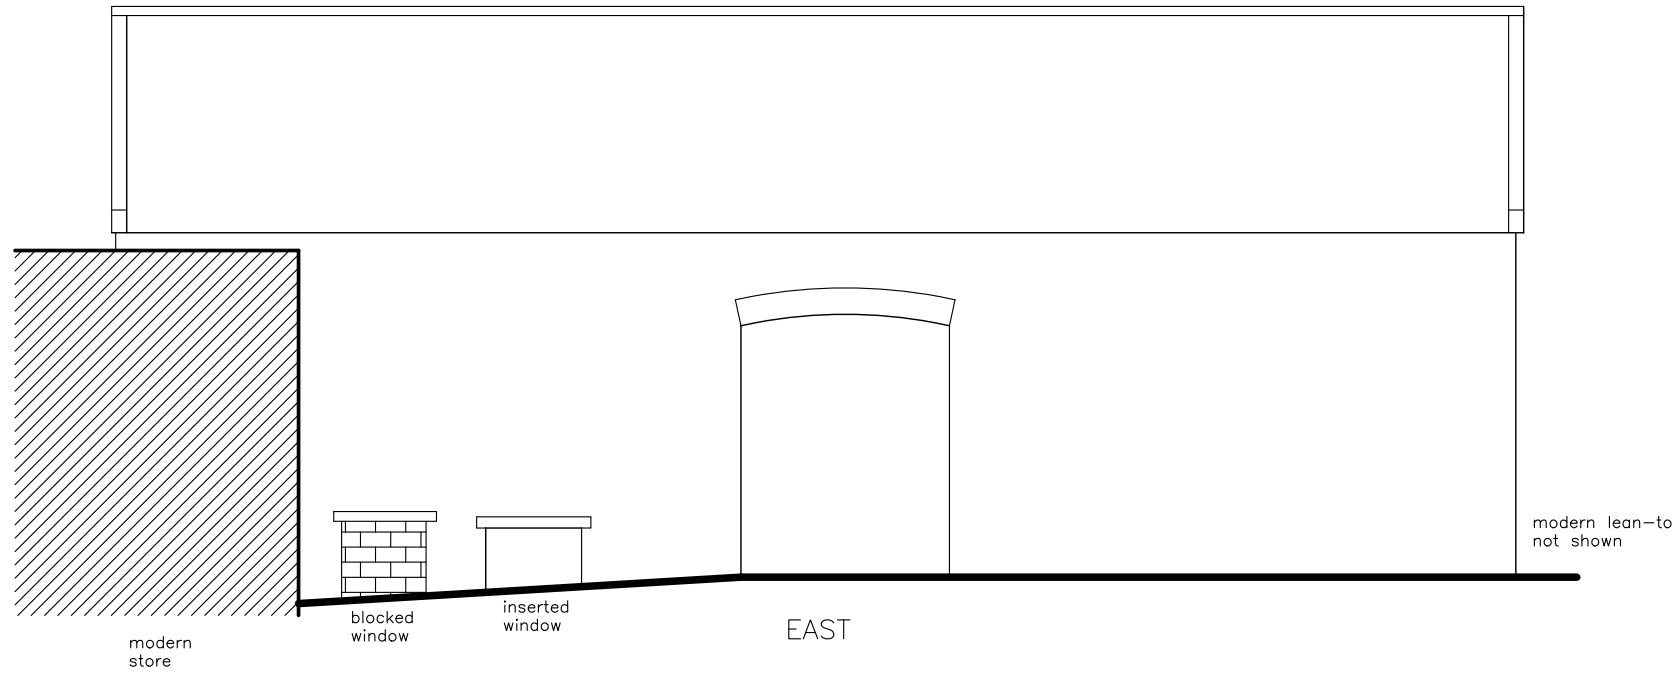 modern lean-to
not shown
blocked
window
inserted
window
EAST
modern
store